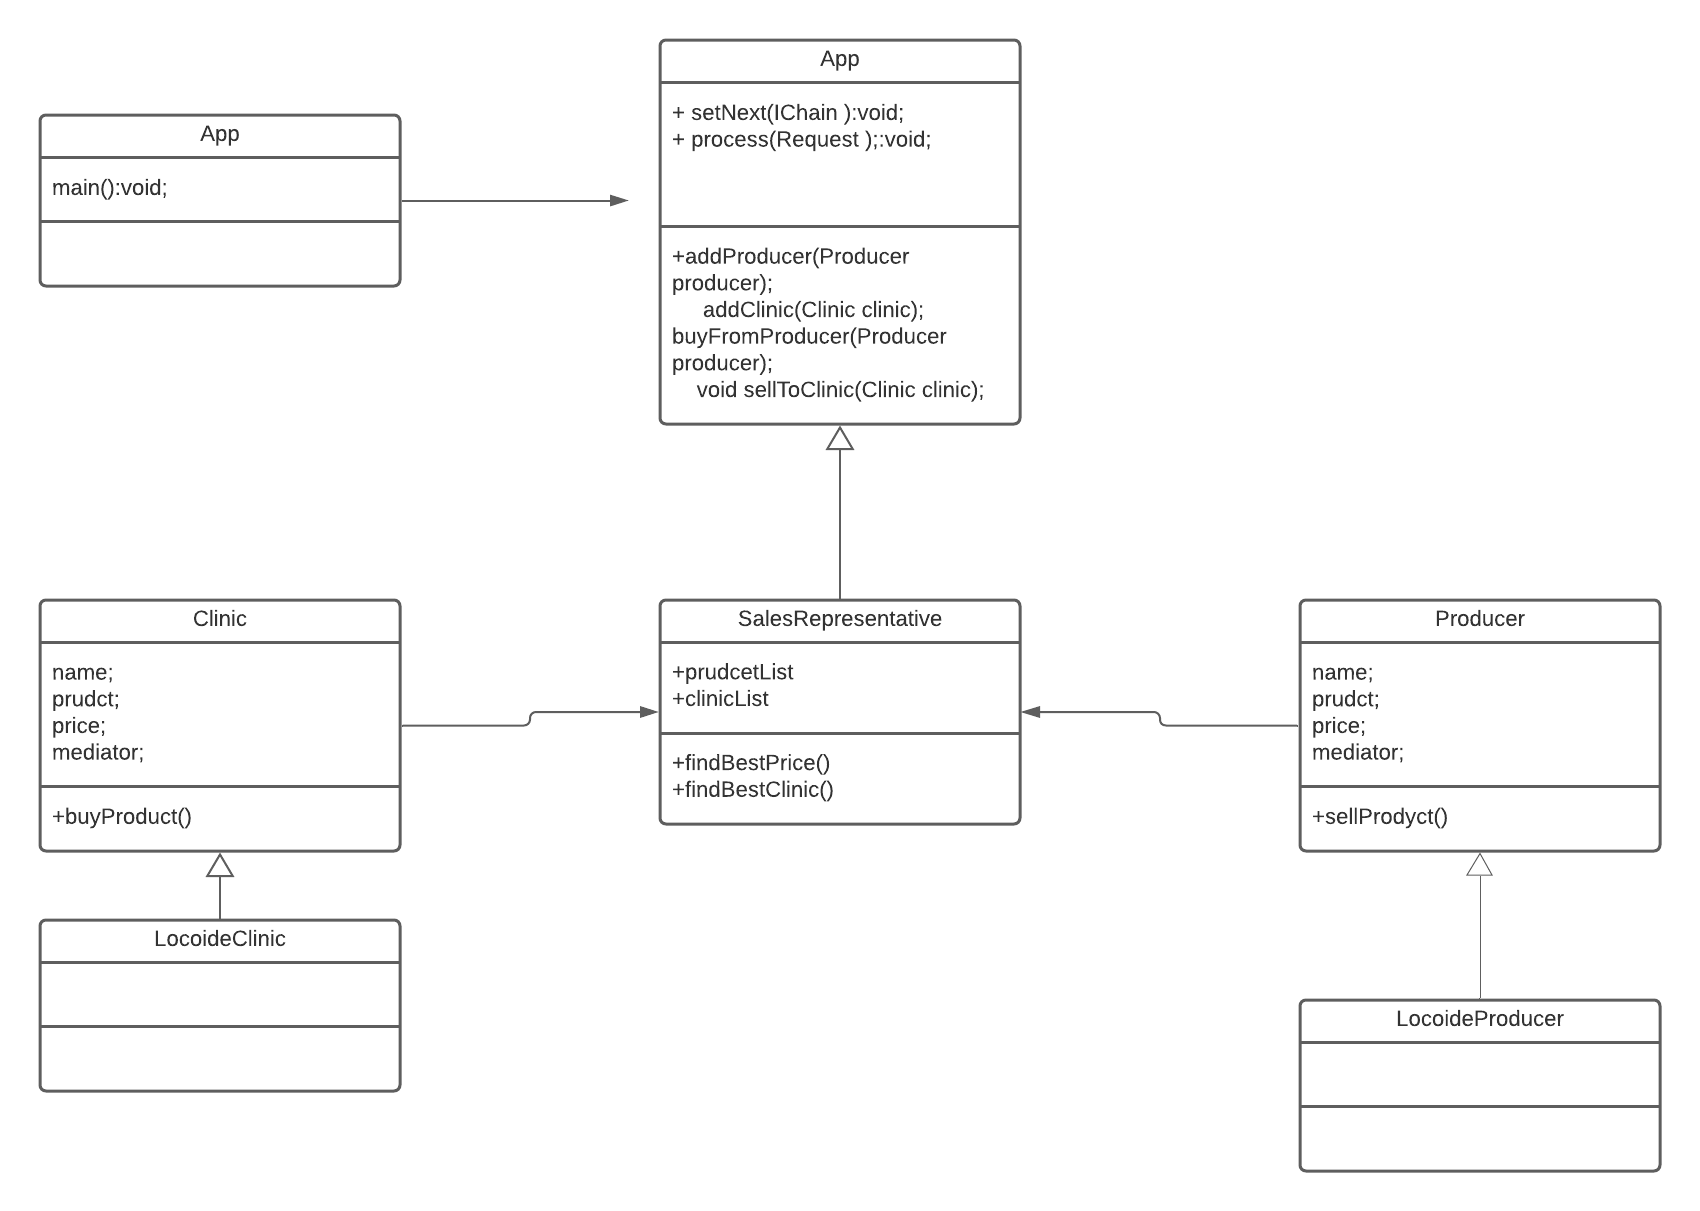 App
+ setNext(IChain ):void;
+ process(Request );:void;
+addProducer(Producer
producer);
addClinic(Clinic clinic);
buyFromProducer(Producer
producer);
void sellToClinic(Clinic clinic);
App
main():void;
Clinic
name;
prudct;
price;
mediator;
+buyProduct()
SalesRepresentative
+prudcetList
+clinicList
+findBestPrice()
+findBestClinic()
Producer
name;
prudct;
price;
mediator;
+sellProdyct()
LocoideClinic
LocoideProducer